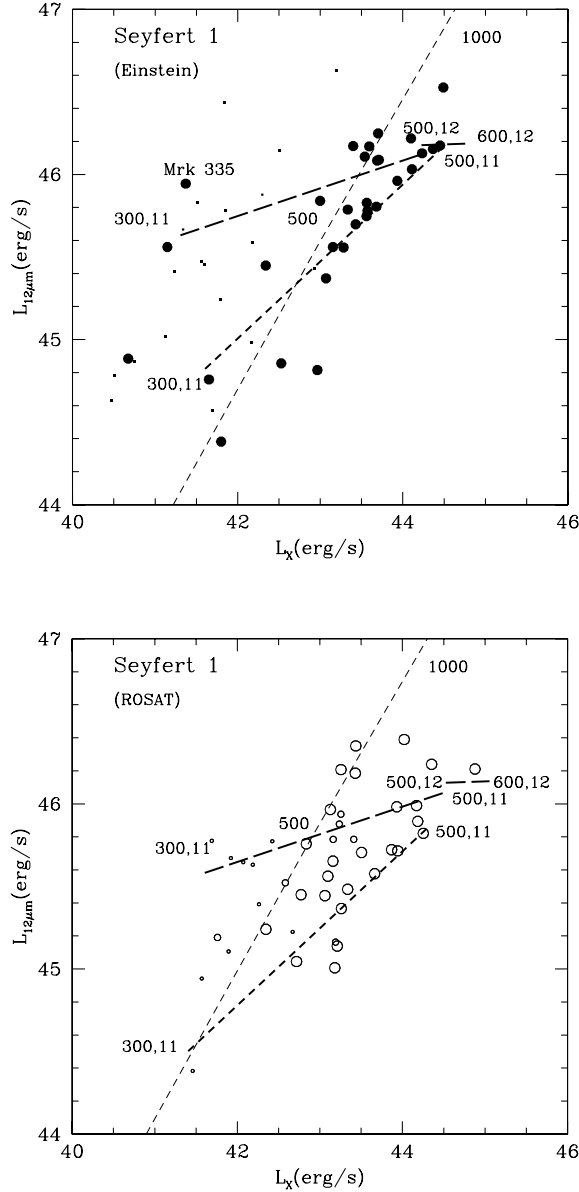 47
Seyfert 1
(Einstein)
1000
500,12
600,12
500,11
Mrk 335
300,11
500
46
L12μm(erg/s)
45
300,11
44
40 42 44 46
LX(erg/s)
47
Seyfert 1
(ROSAT)
1000
500,12
600,12
500,11
500
46
500,11
300,11
L12μm(erg/s)
45
300,11
44
40 42 44 46
LX(erg/s)